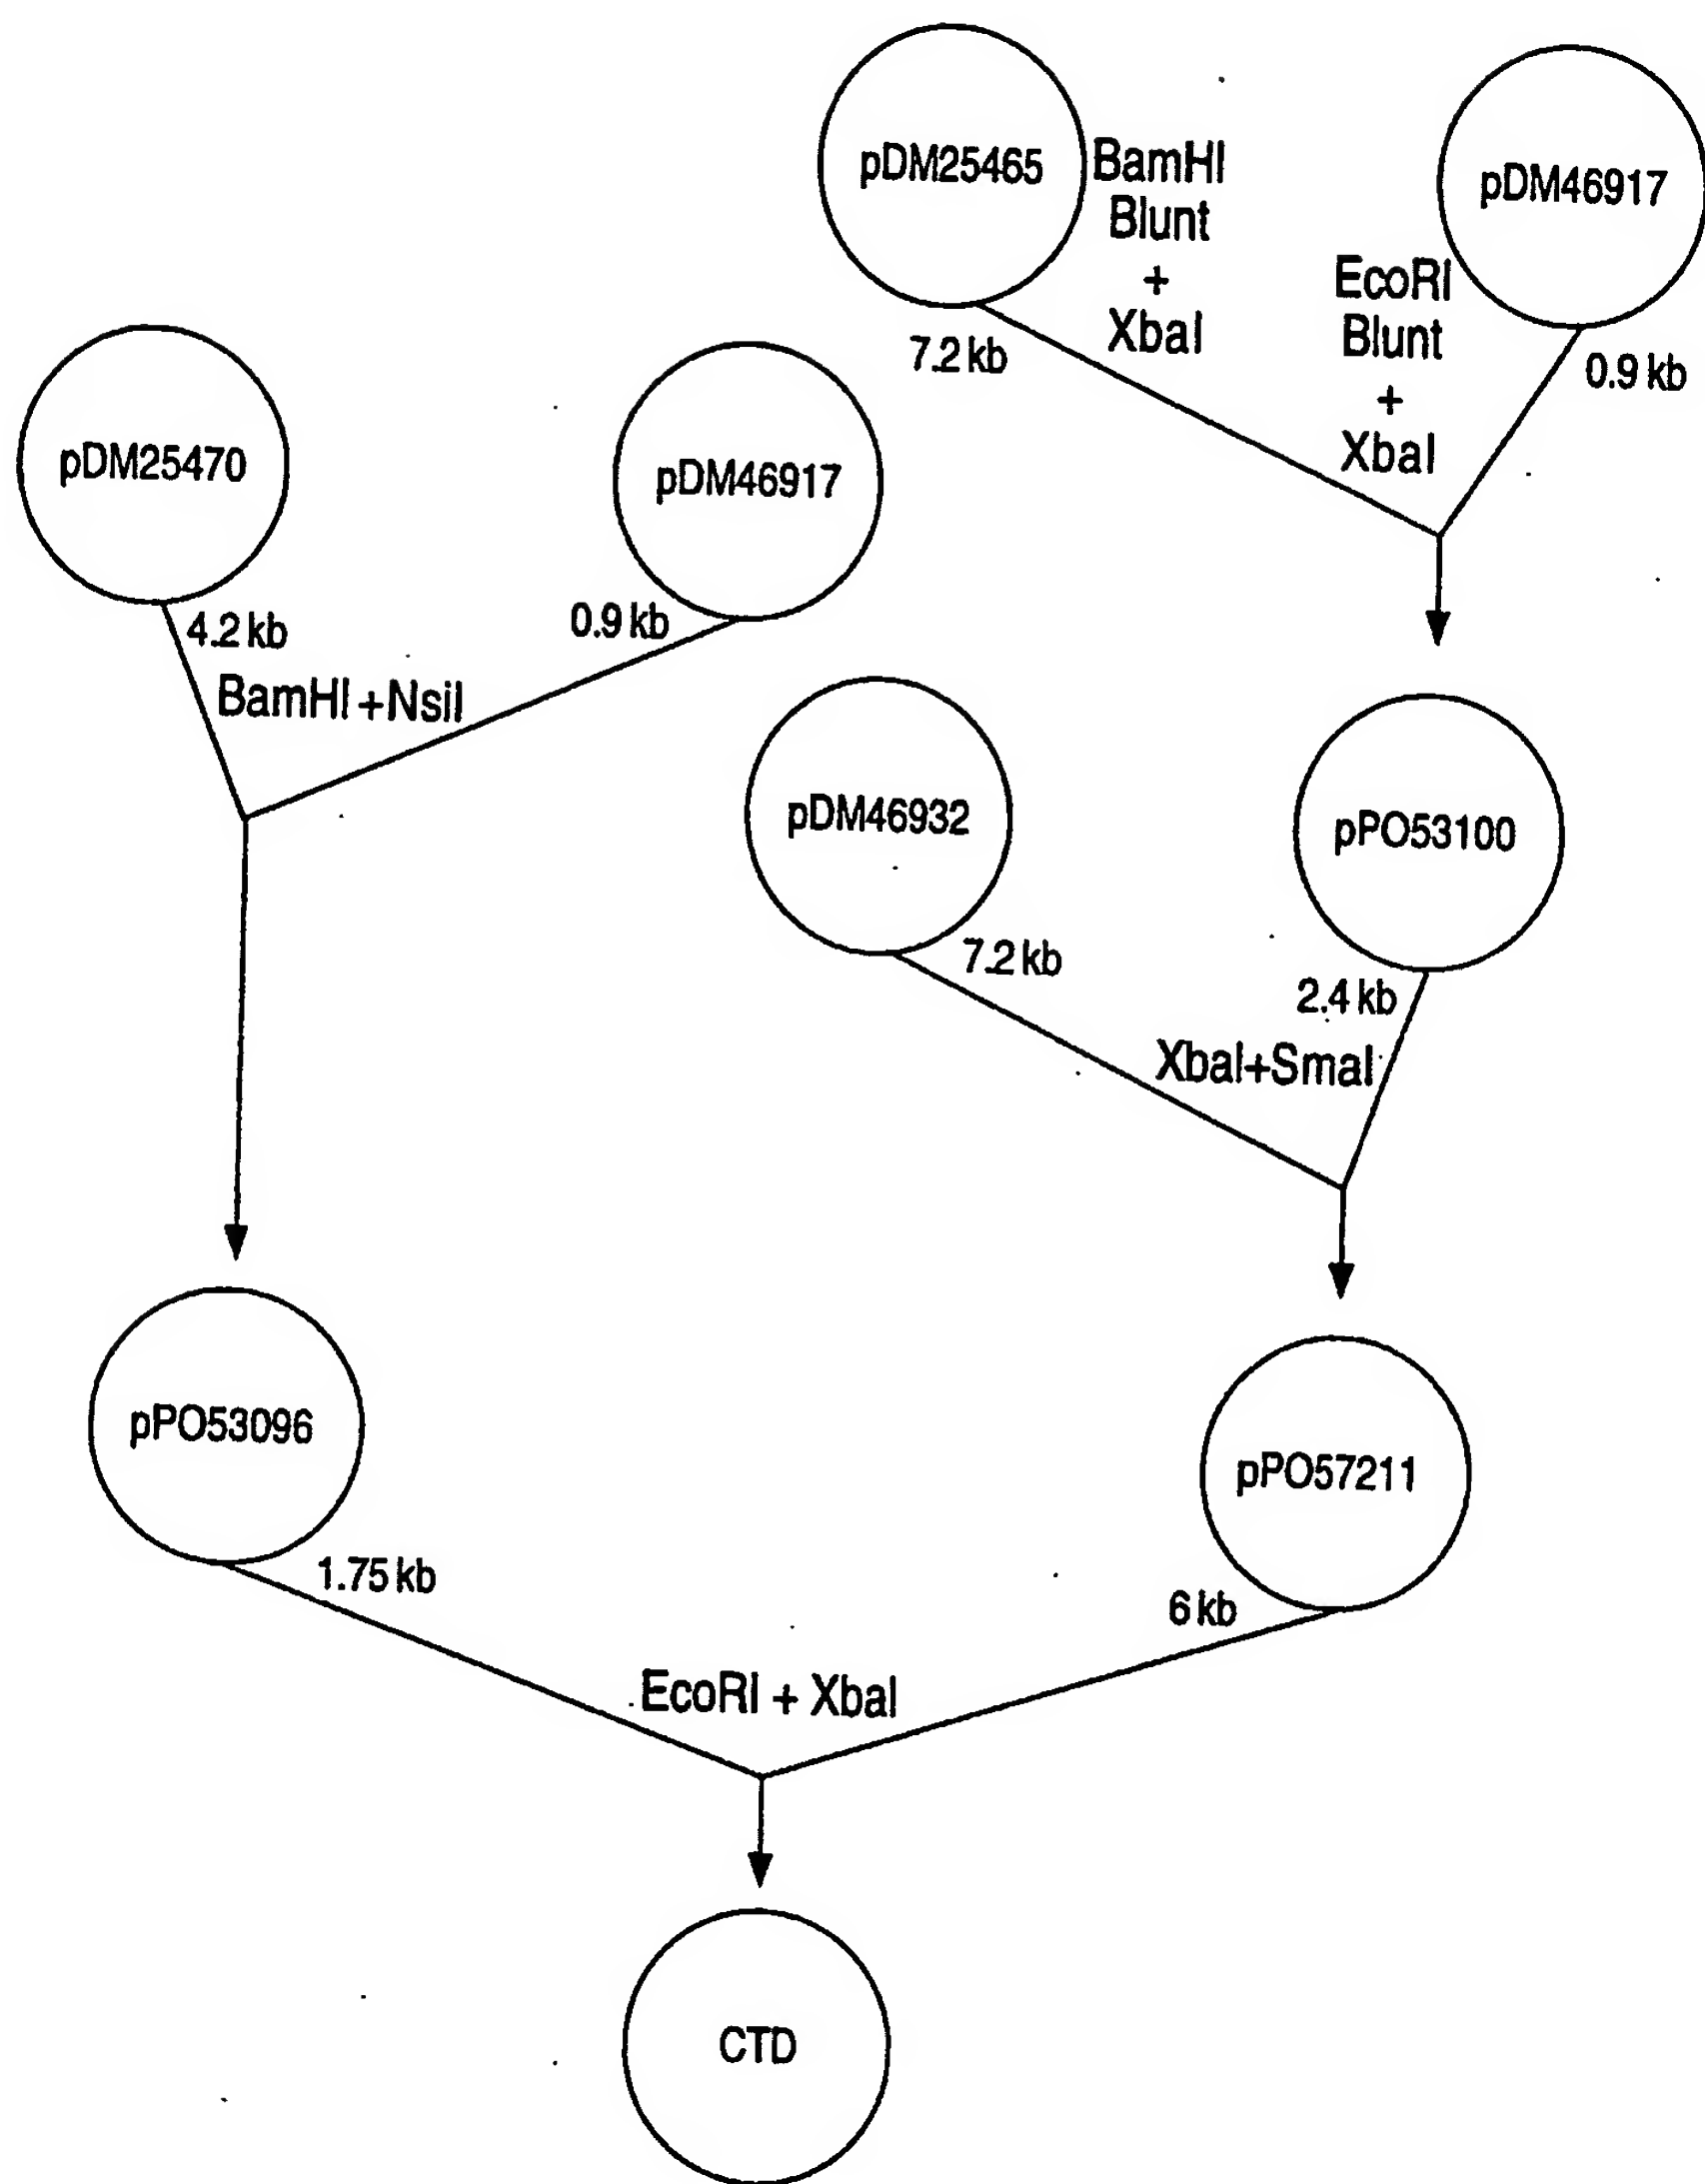 pDM25465
BamHI
Blunt
+
XbaI
7.2 kb
pDM46917
EcoRI
Blunt
+
XbaI
0.9 kb
pDM25470
4.2 kb
pDM46917
0.9 kb
BamHI +NsiI
pDM46932
7.2 kb
pPO53100
2.4 kb
XbaI+SmaI
pPO53096
1.75 kb
pPO57211
6 kb
EcoRI + XbaI
CTD